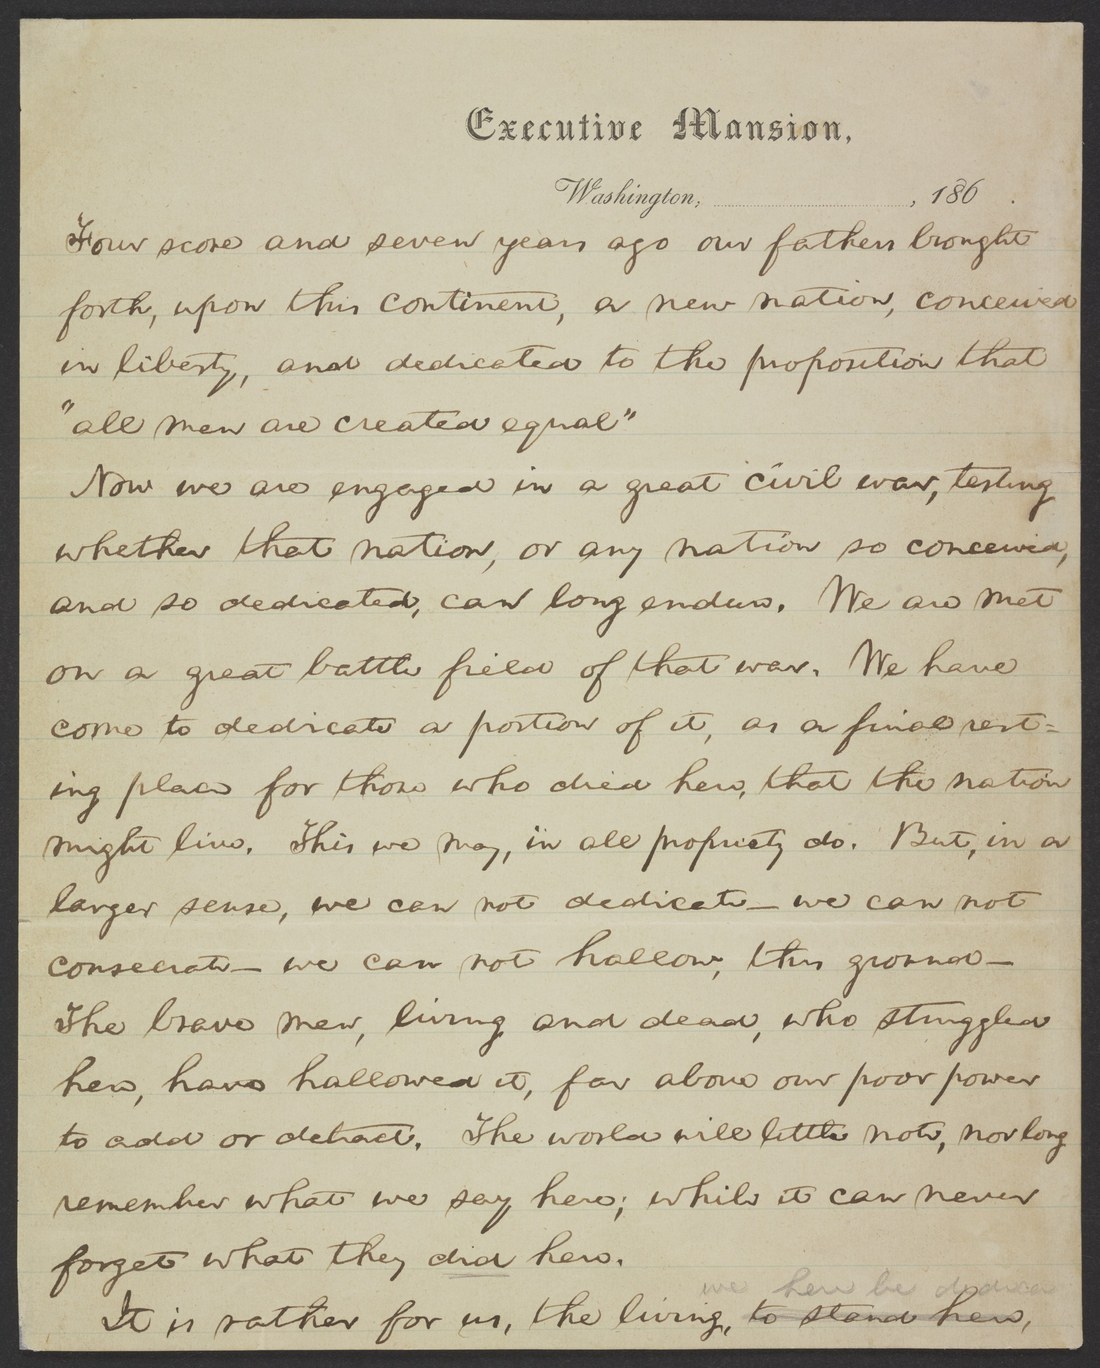 Executive Mansion,
Washington, , 186 .
Four score and seven years ago our fathers brought
forth, upon this continent, a new nation, conceived
in liberty, and dedicated to the proposition that
"all men are created equal"
Now we are engaged in a great civil war, testing
whether that nation, or any nation so conceived,
and so dedicated, can long endure. We are met
on a great battle field of that war. We have
come to dedicate a portion of it, as a final rest=
ing place for those who died here, that the nation
might live. This we may, in all propriety do. But, in a
larger sense, we can not dedicate — we can not
consecrate — we can not hallow, this ground —
The brave men, living and dead, who struggled
here, have hallowed it, far above our poor power
to add or detract. The world will little note, nor long
remember what we say here; while it can never
forget what they did here.
we here be dedica
It is rather for us, the living, to stand here,